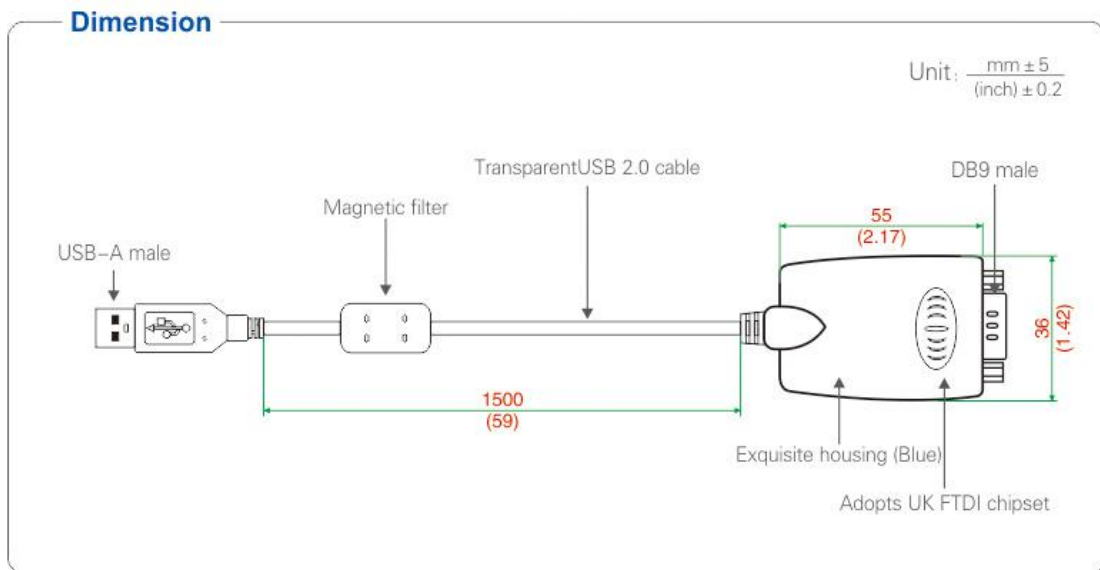 Dimension
Unit: mm ± 5
(inch) ± 0.2
TransparentUSB 2.0 cable
DB9 male
Magnetic filter
55
(2.17)
USB-A male
36
(1.42)
1500
(59)
Exquisite housing (Blue)
Adopts UK FTDI chipset